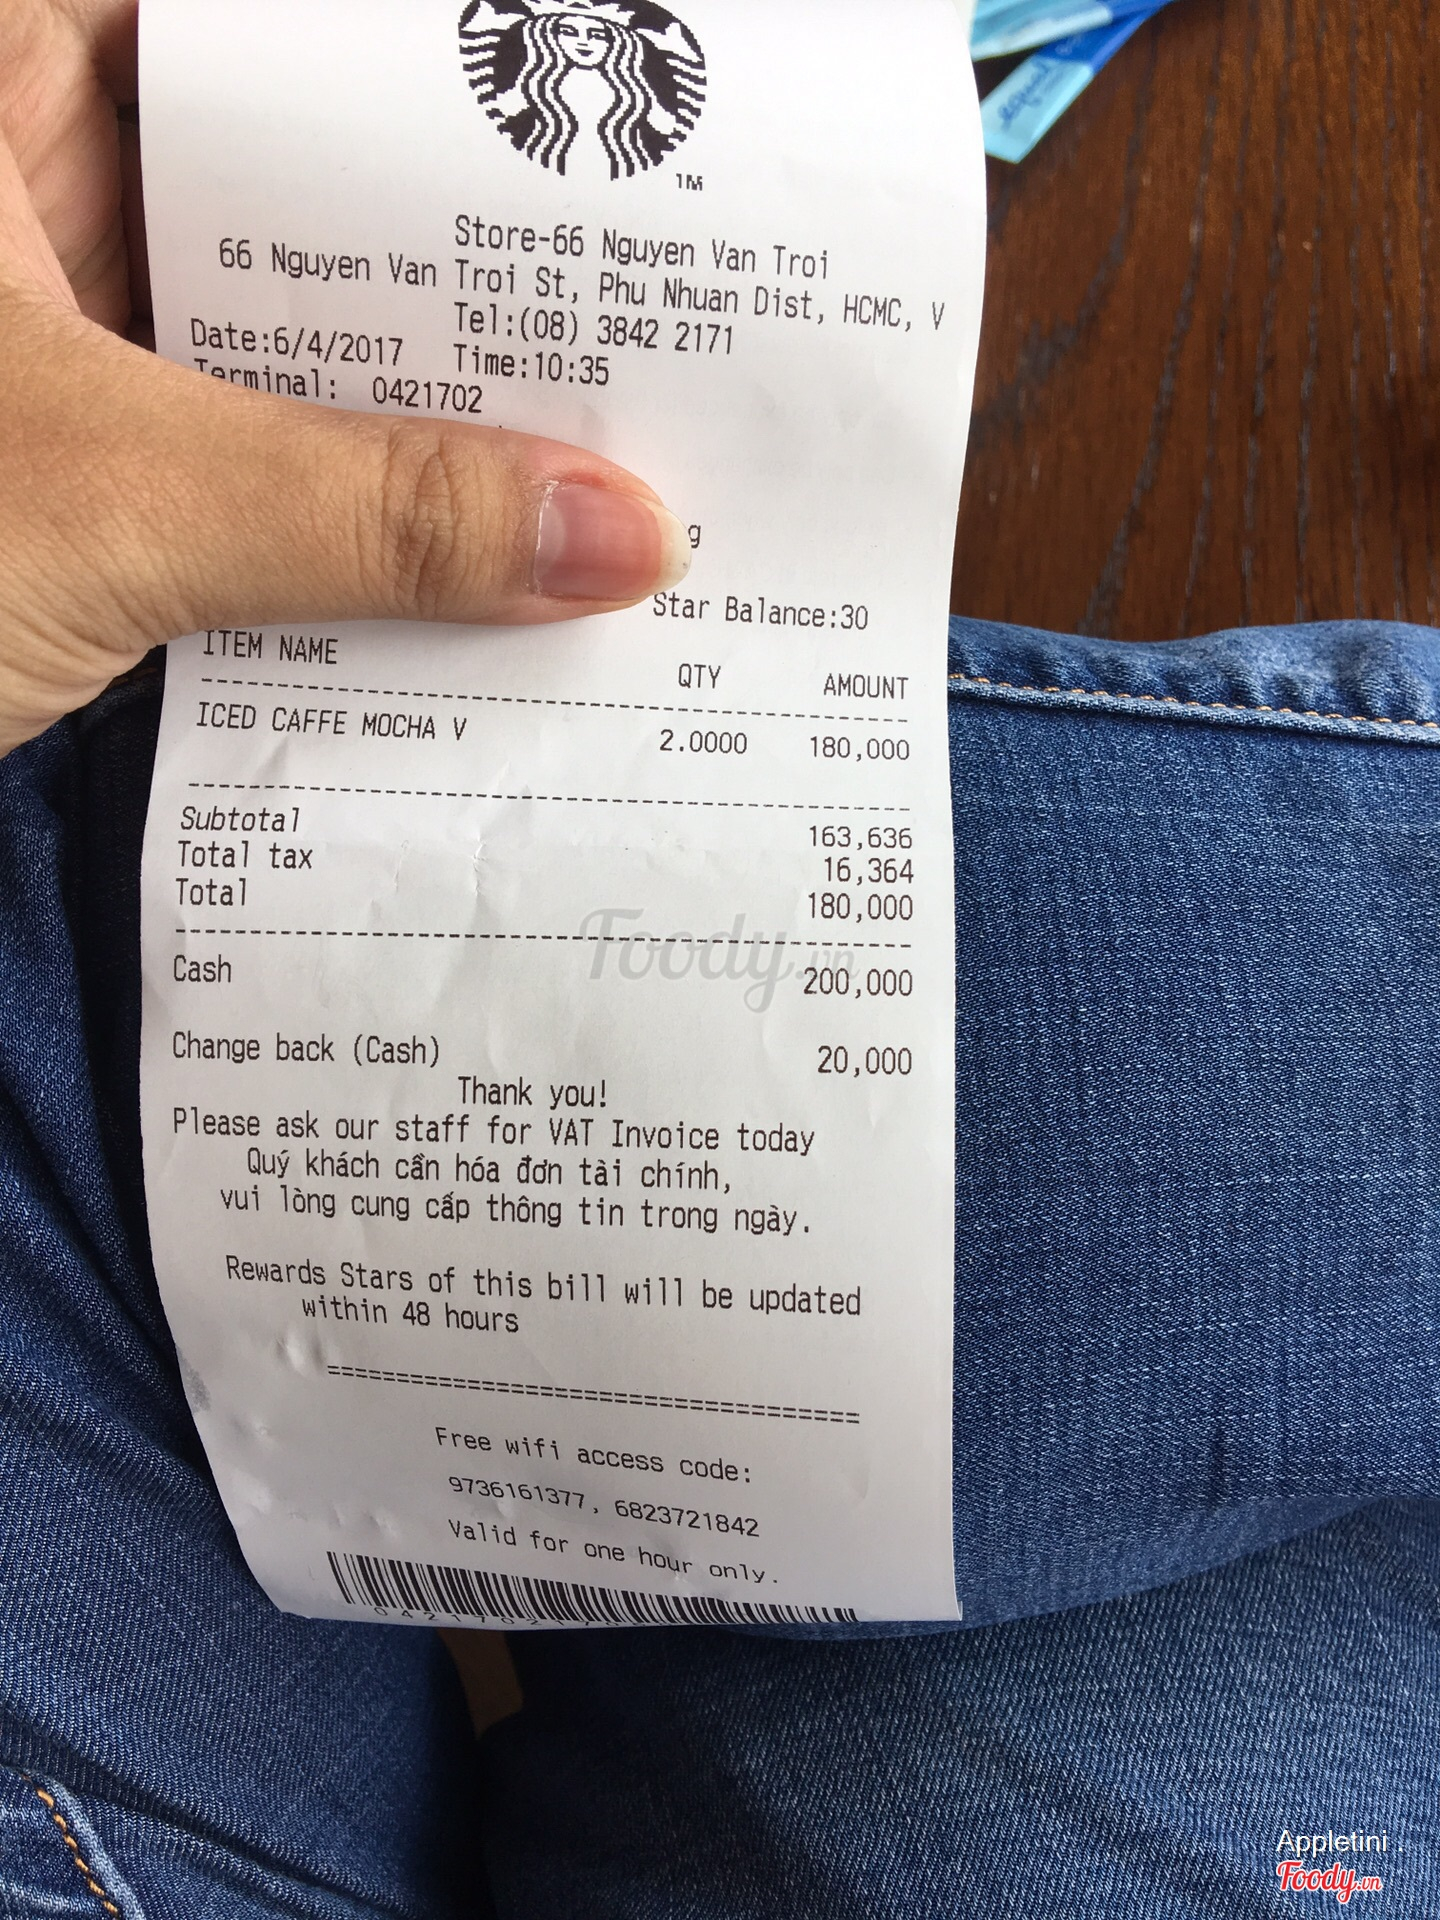 TM
Store-66 Nguyen Van Troi
66 Nguyen Van Troi St, Phu Nhuan Dist, HCMC, V
Tel:(08) 3842 2171
Date:6/4/2017 Time:10:35
Terminal: 0421702
g
Star Balance:30
ITEM NAME QTY AMOUNT
ICED CAFFE MOCHA V 2.0000 180,000
Subtotal 163,636
Total tax 16,364
Total 180,000
Cash 200,000
Change back (Cash) 20,000
Thank you!
Please ask our staff for VAT Invoice today
Quý khách cần hóa đơn tài chính,
vui lòng cung cấp thông tin trong ngày.
Rewards Stars of this bill will be updated
within 48 hours
Free wifi access code:
9736161377, 6823721842
Valid for one hour only.
equal
Foody.vn
Appletini .
Foody.vn